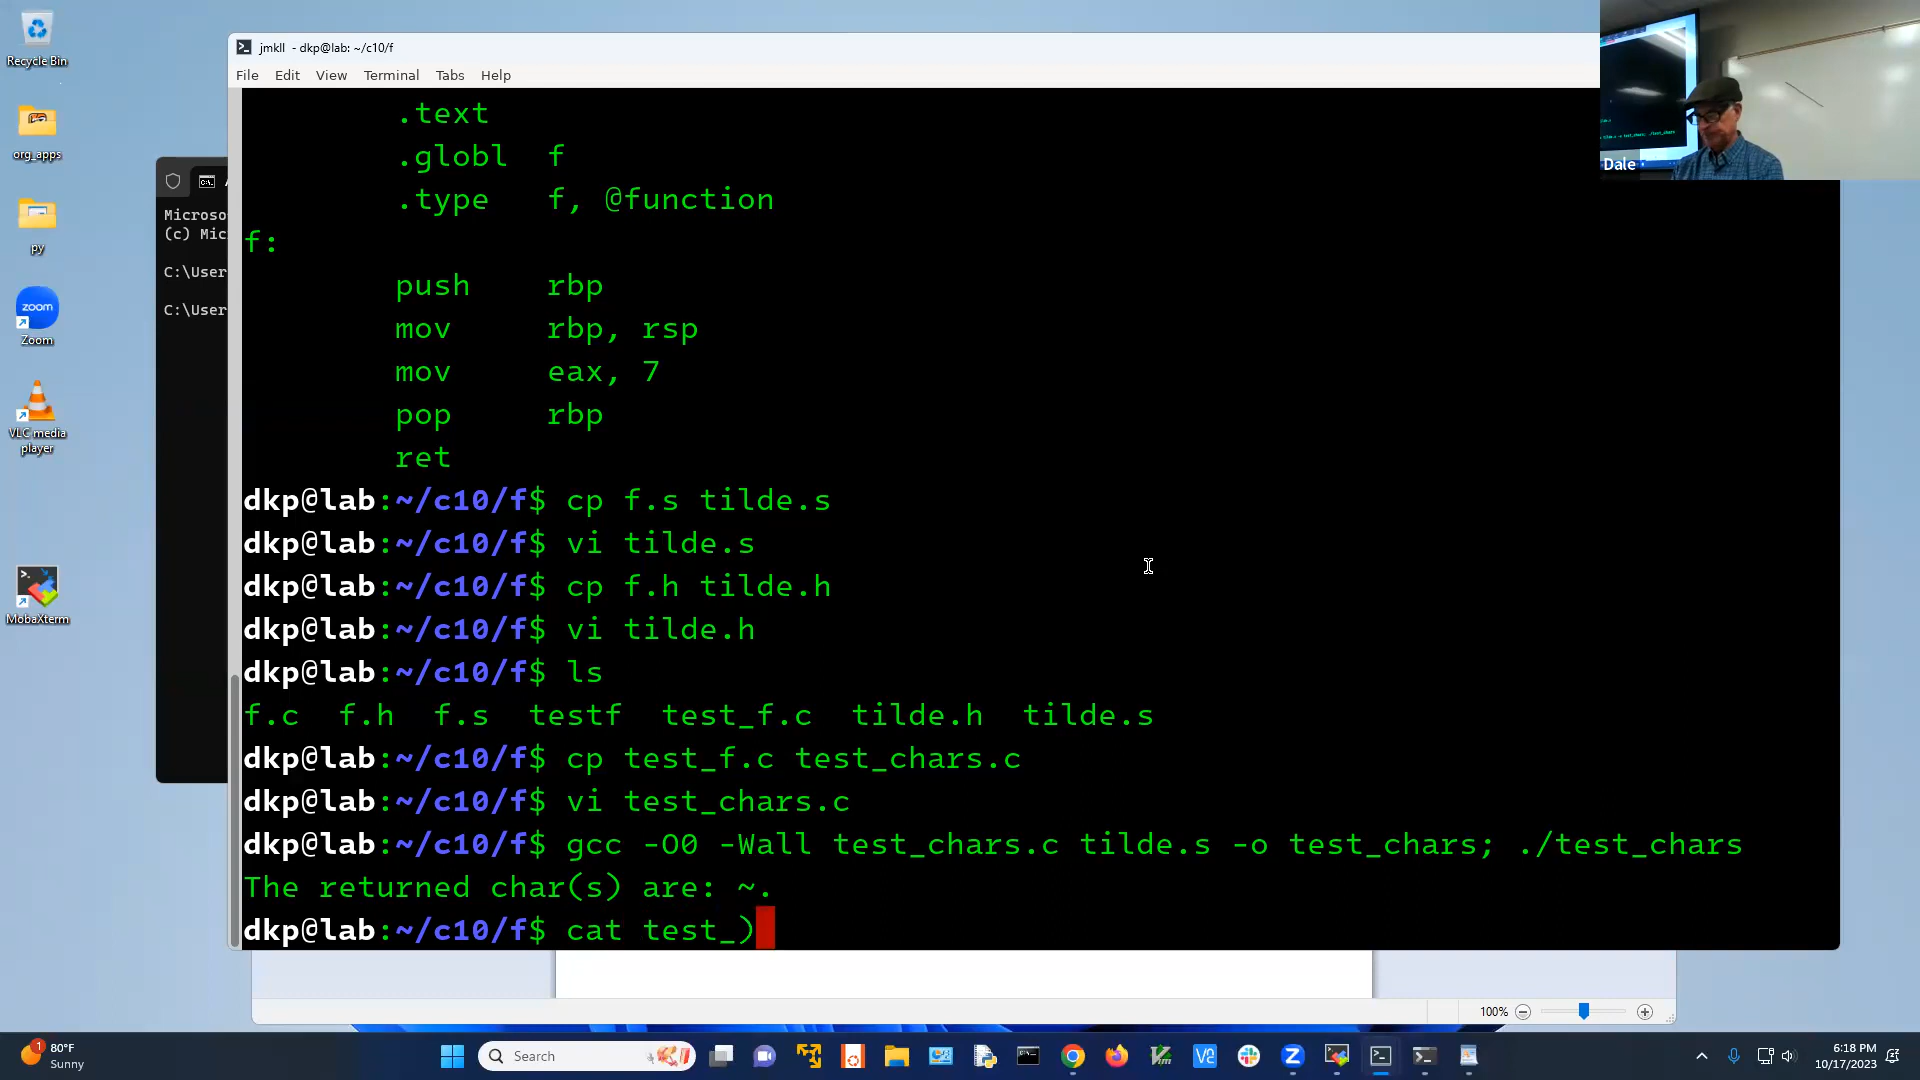 Recycle Bin
org_apps
py
zoom
Zoom
VLC media
player
MobaXterm
Microso
(c) Mic
C:\User
C:\User
jmkll - dkp@lab: ~/c10/f
File Edit View Terminal Tabs Help
.text
.globl f
.type f, @function
f:
push rbp
mov rbp, rsp
mov eax, 7
pop rbp
ret
dkp@lab:~/c10/f$ cp f.s tilde.s
dkp@lab:~/c10/f$ vi tilde.s
dkp@lab:~/c10/f$ cp f.h tilde.h
dkp@lab:~/c10/f$ vi tilde.h
dkp@lab:~/c10/f$ ls
f.c f.h f.s testf test_f.c tilde.h tilde.s
dkp@lab:~/c10/f$ cp test_f.c test_chars.c
dkp@lab:~/c10/f$ vi test_chars.c
dkp@lab:~/c10/f$ gcc -O0 -Wall test_chars.c tilde.s -o test_chars; ./test_chars
The returned char(s) are: ~.
dkp@lab:~/c10/f$ cat test_)
Dale
100%
1
80°F
Sunny
Search
6:18 PM
10/17/2023